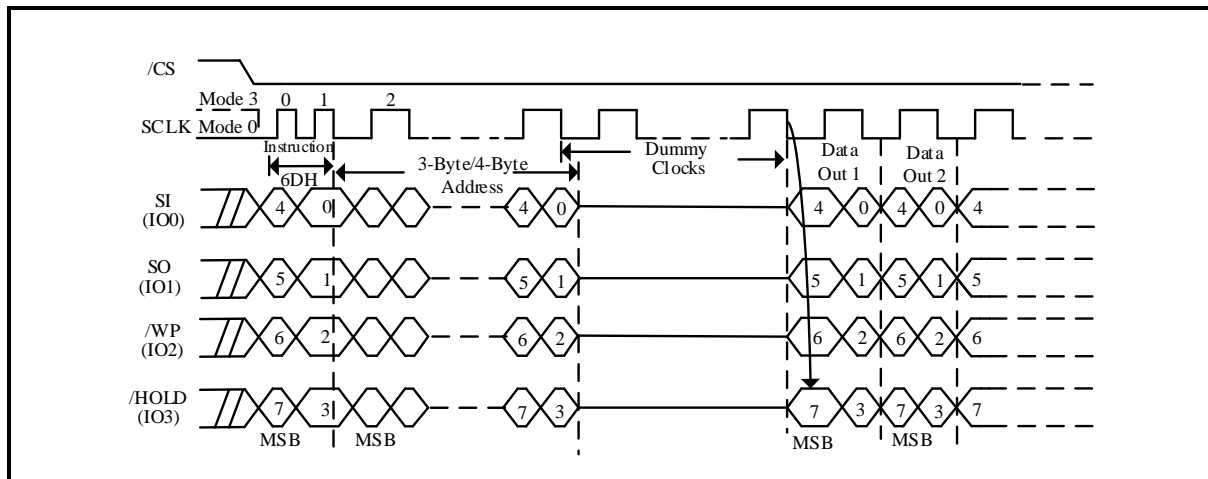 /CS
Mode 3 0 1 2
SCLK Mode 0
Instruction
6DH
3-Byte/4-Byte
Address
Dummy
Clocks
Data
Out 1
Data
Out 2
SI
(IO0)
4 0 4 0 4 0 4 0 4
SO
(IO1)
5 1 5 1 5 1 5 1 5
/WP
(IO2)
6 2 6 2 6 2 6 2 6
/HOLD
(IO3)
7 3 7 3 7 3 7 3 7
MSB MSB MSB MSB